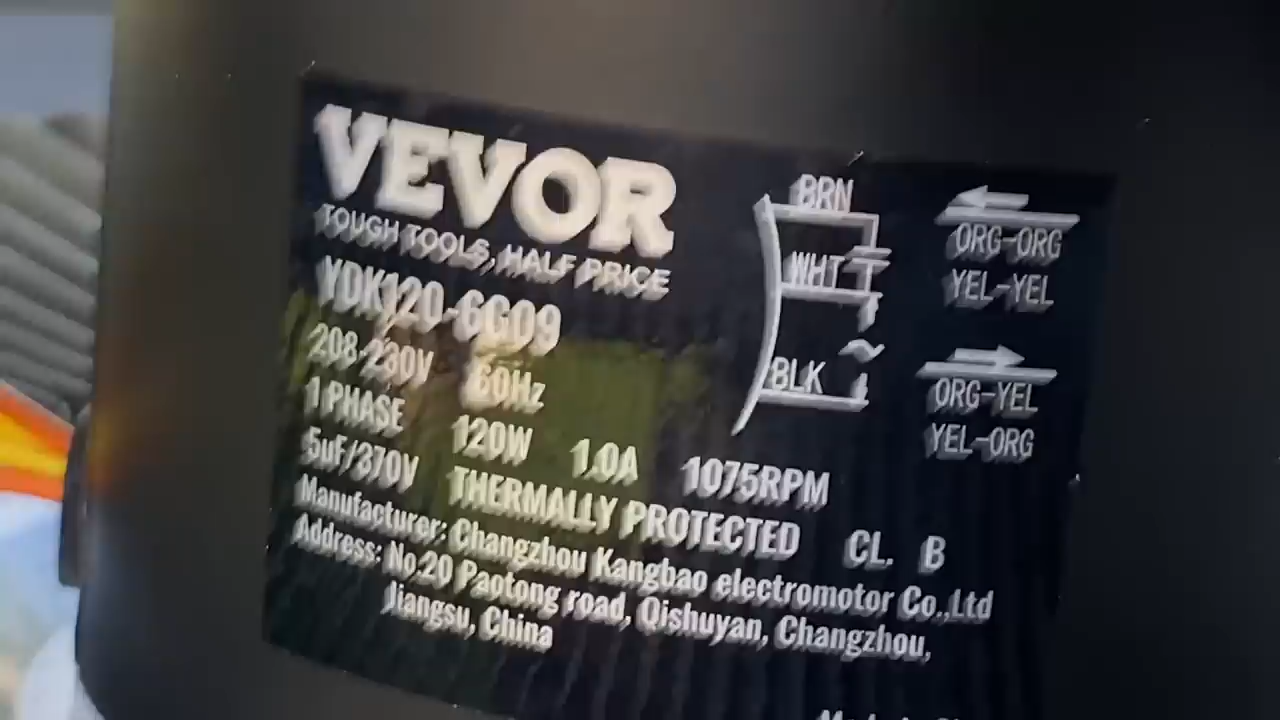 VEVOR
TOUGH TOOLS, HALF PRICE
YDK120-6G09
208-230V 60Hz
1 PHASE 120W 1.0A 1075RPM
5uF/370V THERMALLY PROTECTED CL. B
Manufacturer: Changzhou Kangbao electromotor Co.,Ltd
Address: No.20 Paotong road, Qishuyan, Changzhou,
Jiangsu, China
BRN
WHT
BLK
ORG-ORG
YEL-YEL
ORG-YEL
YEL-ORG